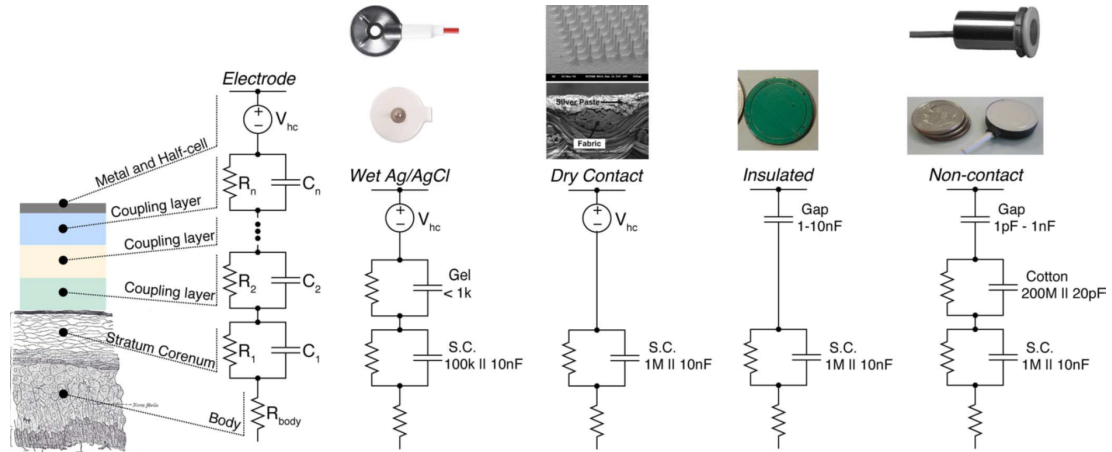 Electrode
V_hc
Metal and Half-cell
R_n
C_n
Coupling layer
Coupling layer
R_2
C_2
Coupling layer
Stratum Corenum
R_1
C_1
Body
R_body
Wet Ag/AgCl
V_hc
Gel
< 1k
S.C.
100k || 10nF
Silver Paste
Fabric
Dry Contact
V_hc
S.C.
1M || 10nF
Insulated
Gap
1-10nF
S.C.
1M || 10nF
Non-contact
Gap
1pF - 1nF
Cotton
200M || 20pF
S.C.
1M || 10nF